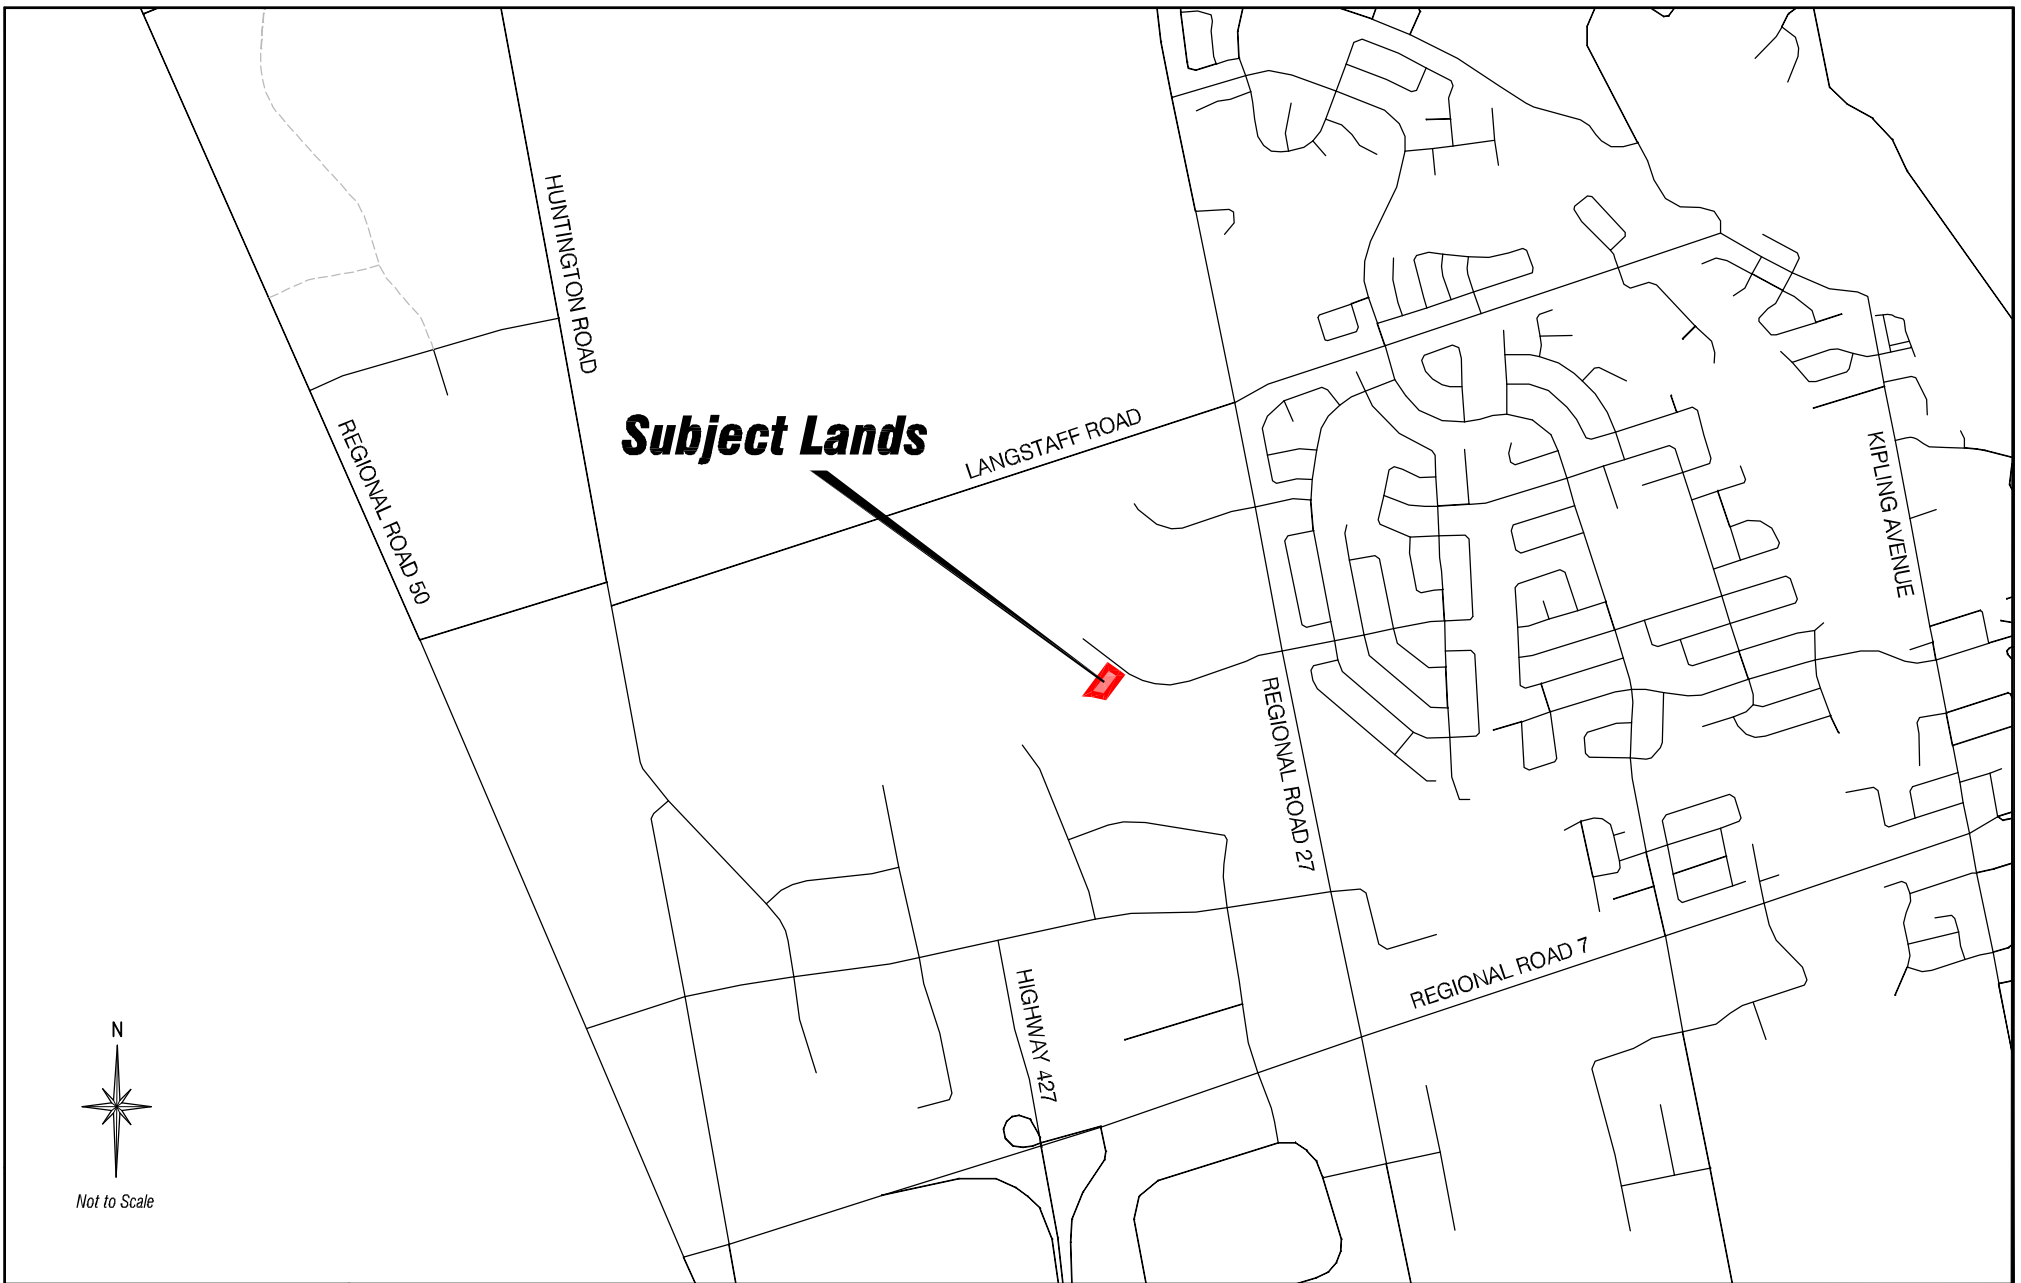 HUNTINGTON ROAD
REGIONAL ROAD 50
Subject Lands
LANGSTAFF ROAD
KIPLING AVENUE
REGIONAL ROAD 27
REGIONAL ROAD 7
HIGHWAY 427
N
Not to Scale